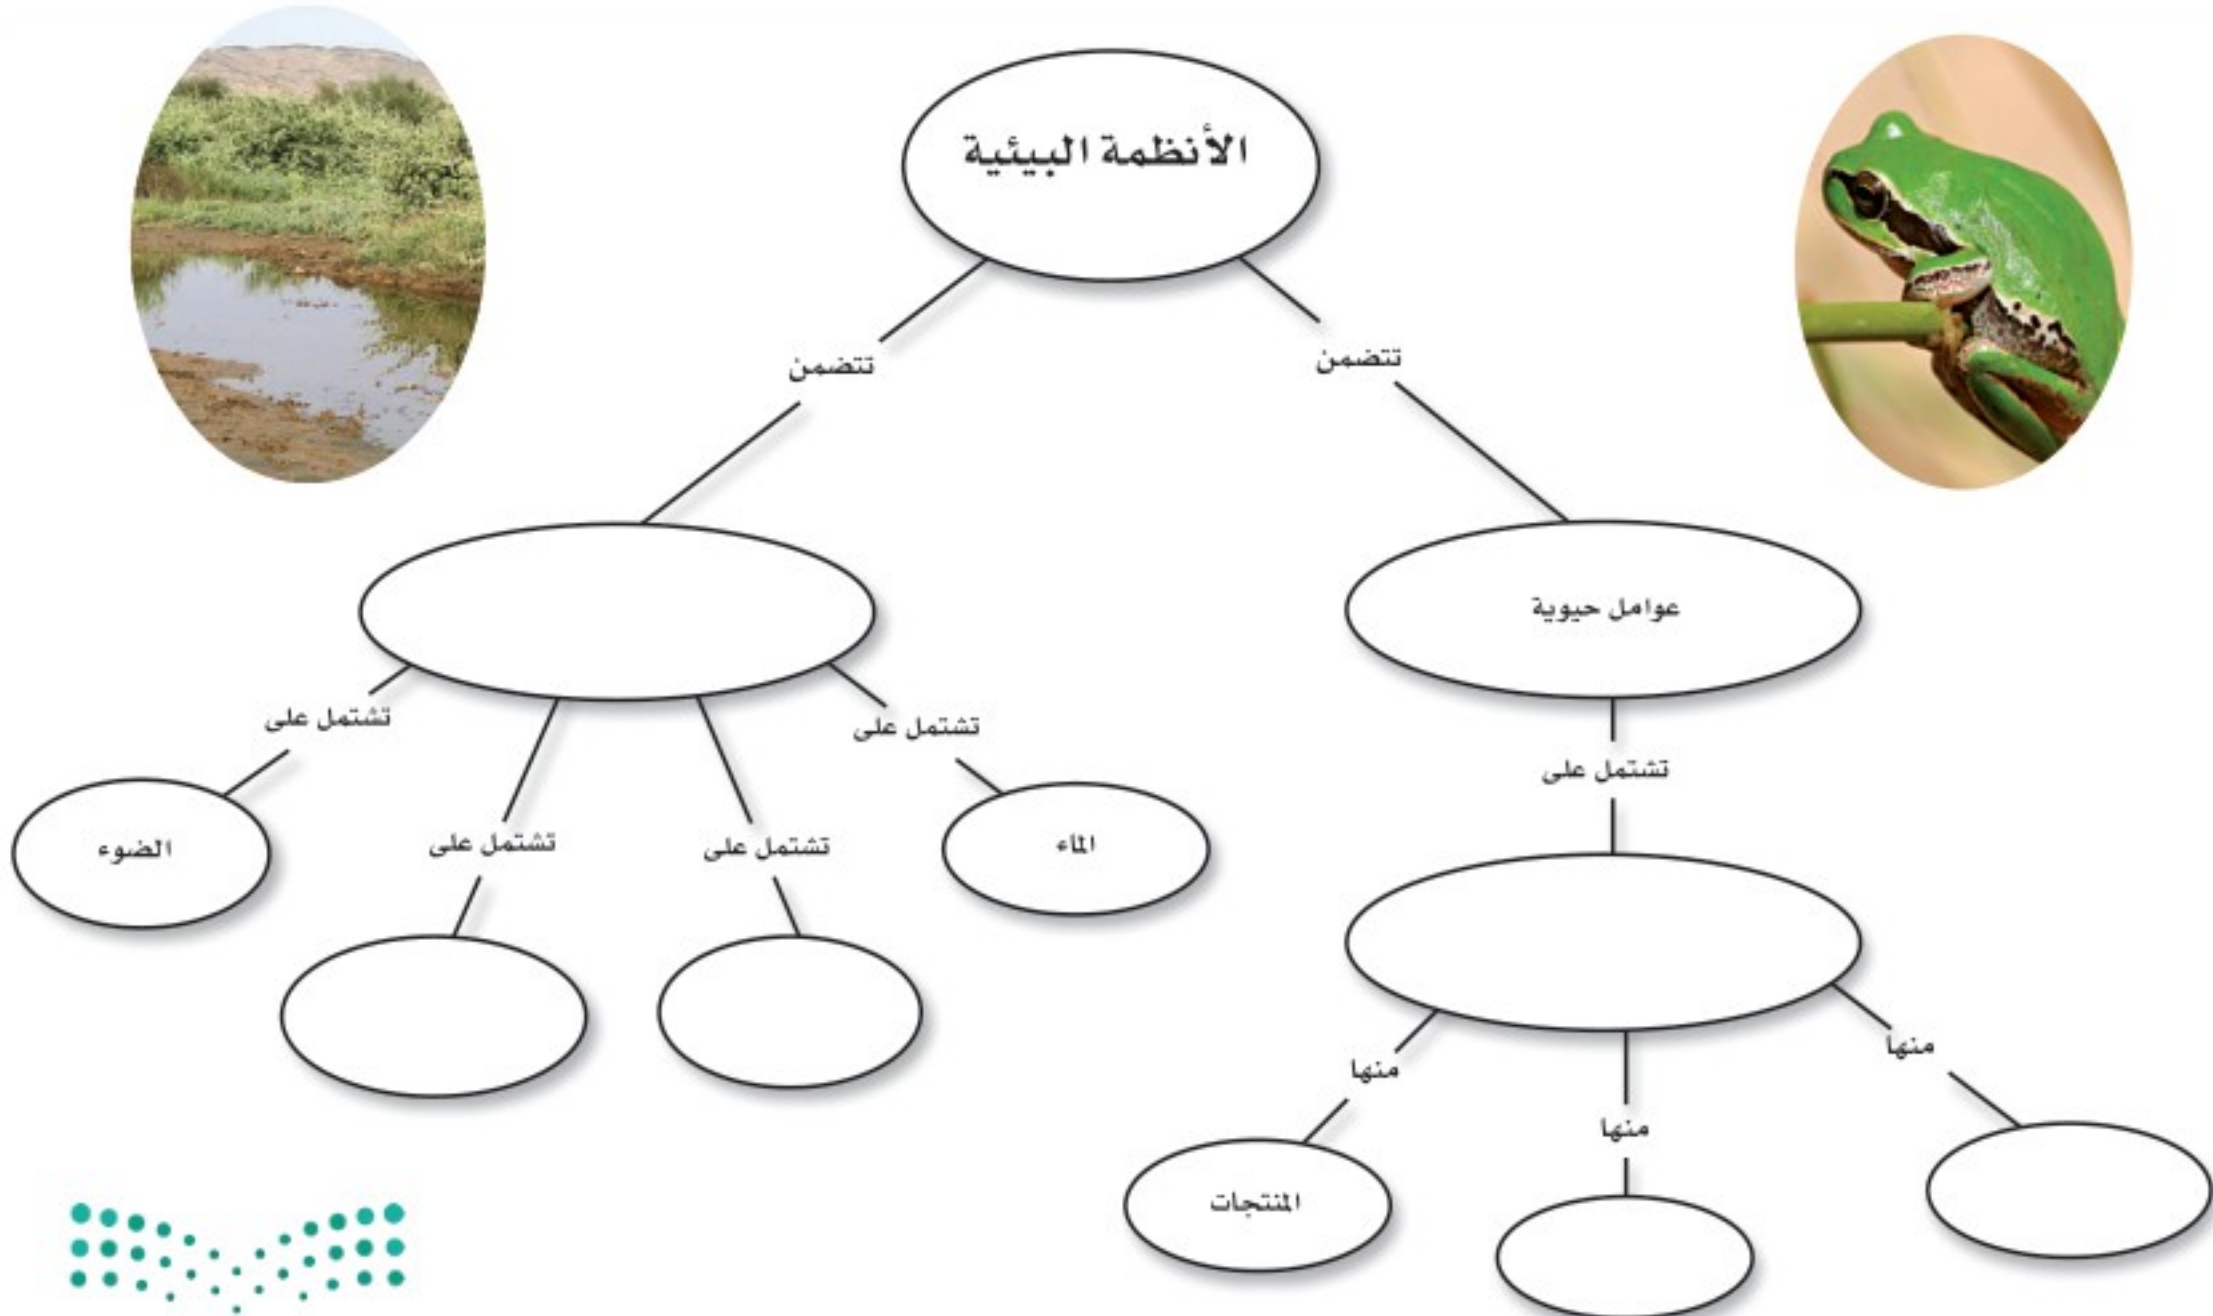 الأنظمة البيئية
تتضمن
تتضمن
عوامل حيوية
تشتمل على
تشتمل على
تشتمل على
تشتمل على
تشتمل على
الماء
الضوء
منها
منها
منها
المنتجات